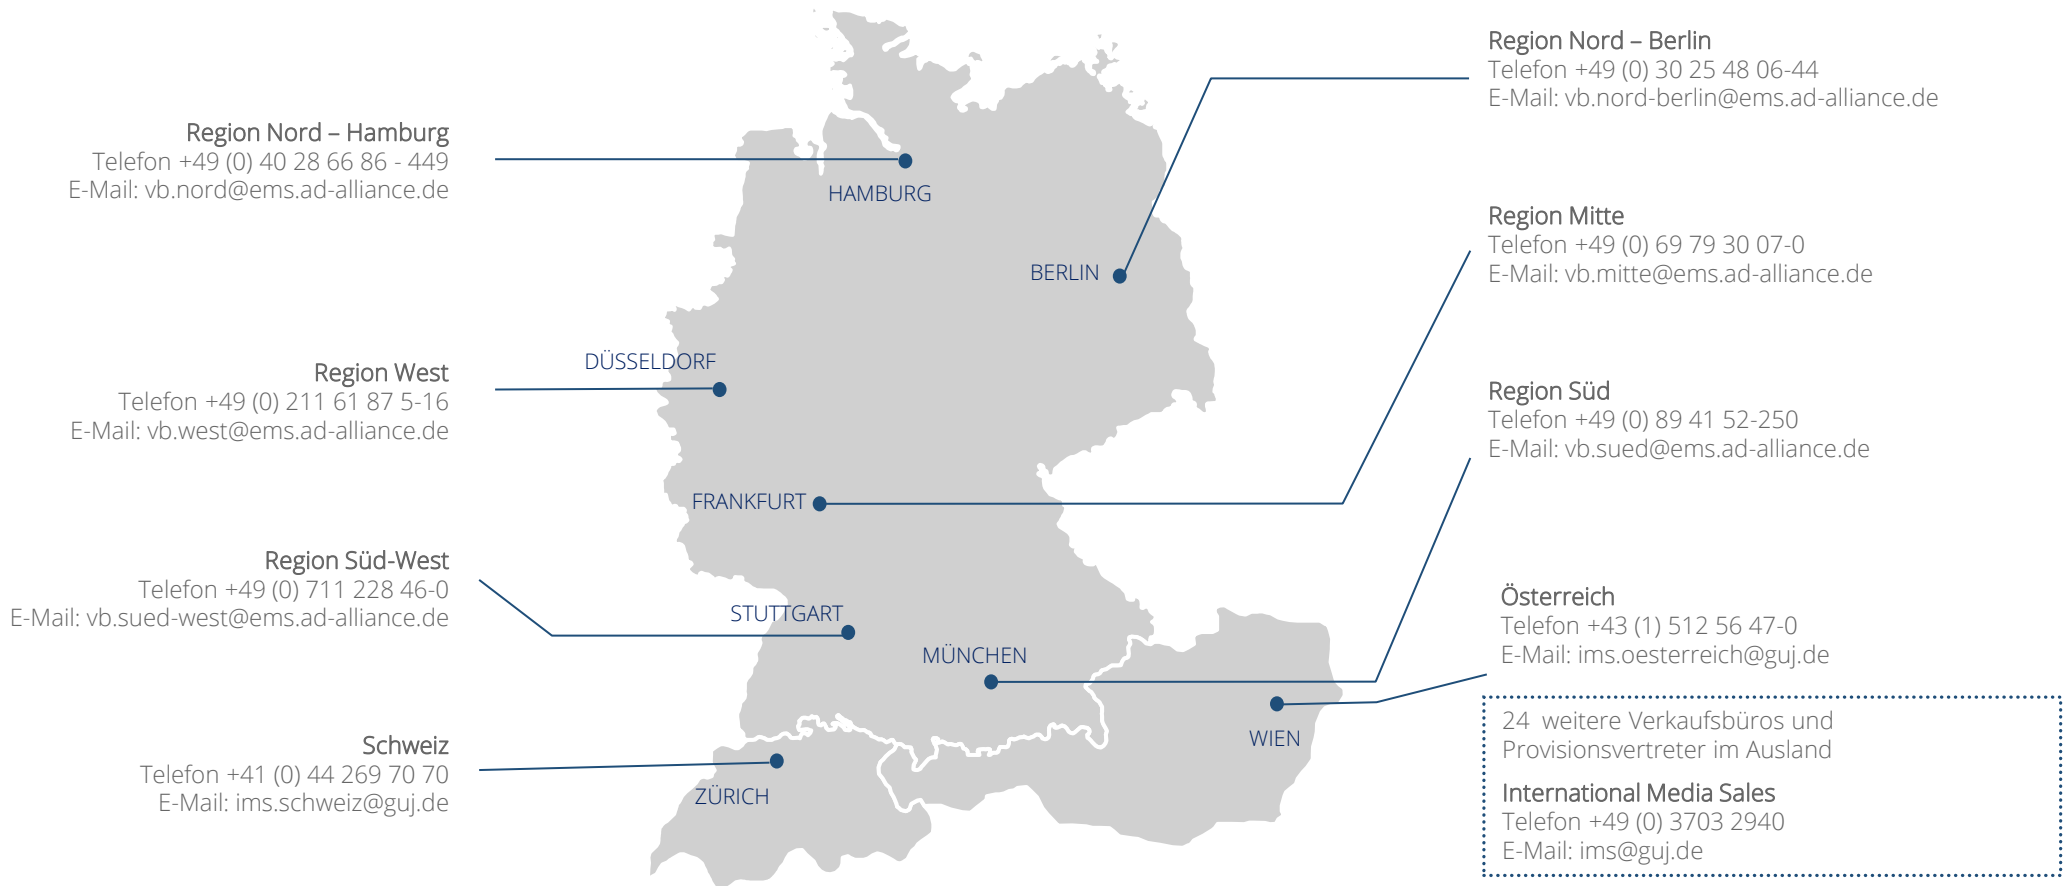 Region Nord – Hamburg
Telefon +49 (0) 40 28 66 86 - 449
E-Mail: vb.nord@ems.ad-alliance.de
Region West
Telefon +49 (0) 211 61 87 5-16
E-Mail: vb.west@ems.ad-alliance.de
Region Süd-West
Telefon +49 (0) 711 228 46-0
E-Mail: vb.sued-west@ems.ad-alliance.de
Schweiz
Telefon +41 (0) 44 269 70 70
E-Mail: ims.schweiz@guj.de
HAMBURG
BERLIN
DÜSSELDORF
FRANKFURT
STUTTGART
MÜNCHEN
WIEN
ZÜRICH
Region Nord – Berlin
Telefon +49 (0) 30 25 48 06-44
E-Mail: vb.nord-berlin@ems.ad-alliance.de
Region Mitte
Telefon +49 (0) 69 79 30 07-0
E-Mail: vb.mitte@ems.ad-alliance.de
Region Süd
Telefon +49 (0) 89 41 52-250
E-Mail: vb.sued@ems.ad-alliance.de
Österreich
Telefon +43 (1) 512 56 47-0
E-Mail: ims.oesterreich@guj.de
24 weitere Verkaufsbüros und
Provisionsvertreter im Ausland
International Media Sales
Telefon +49 (0) 3703 2940
E-Mail: ims@guj.de